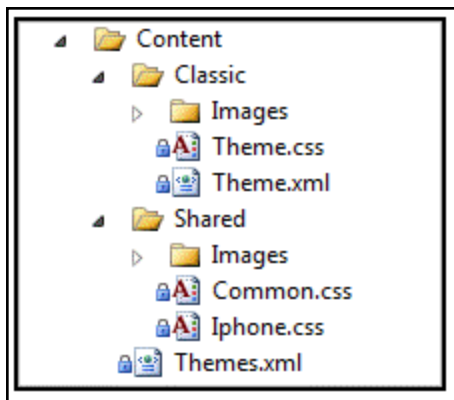 Content
Classic
Images
Theme.css
Theme.xml
Shared
Images
Common.css
Iphone.css
Themes.xml